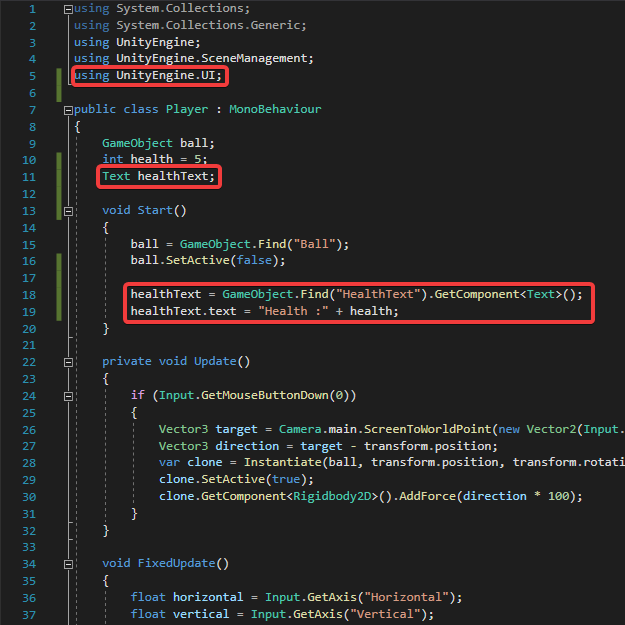 1 using System.Collections;
2 using System.Collections.Generic;
3 using UnityEngine;
4 using UnityEngine.SceneManagement;
5 using UnityEngine.UI;
6
7 public class Player : MonoBehaviour
8 {
9 GameObject ball;
10 int health = 5;
11 Text healthText;
12
13 void Start()
14 {
15 ball = GameObject.Find("Ball");
16 ball.SetActive(false);
17
18 healthText = GameObject.Find("HealthText").GetComponent<Text>();
19 healthText.text = "Health :" + health;
20 }
21
22 private void Update()
23 {
24 if (Input.GetMouseButtonDown(0))
25 {
26 Vector3 target = Camera.main.ScreenToWorldPoint(new Vector2(Input.
27 Vector3 direction = target - transform.position;
28 var clone = Instantiate(ball, transform.position, transform.rotati
29 clone.SetActive(true);
30 clone.GetComponent<Rigidbody2D>().AddForce(direction * 100);
31 }
32 }
33
34 void FixedUpdate()
35 {
36 float horizontal = Input.GetAxis("Horizontal");
37 float vertical = Input.GetAxis("Vertical");